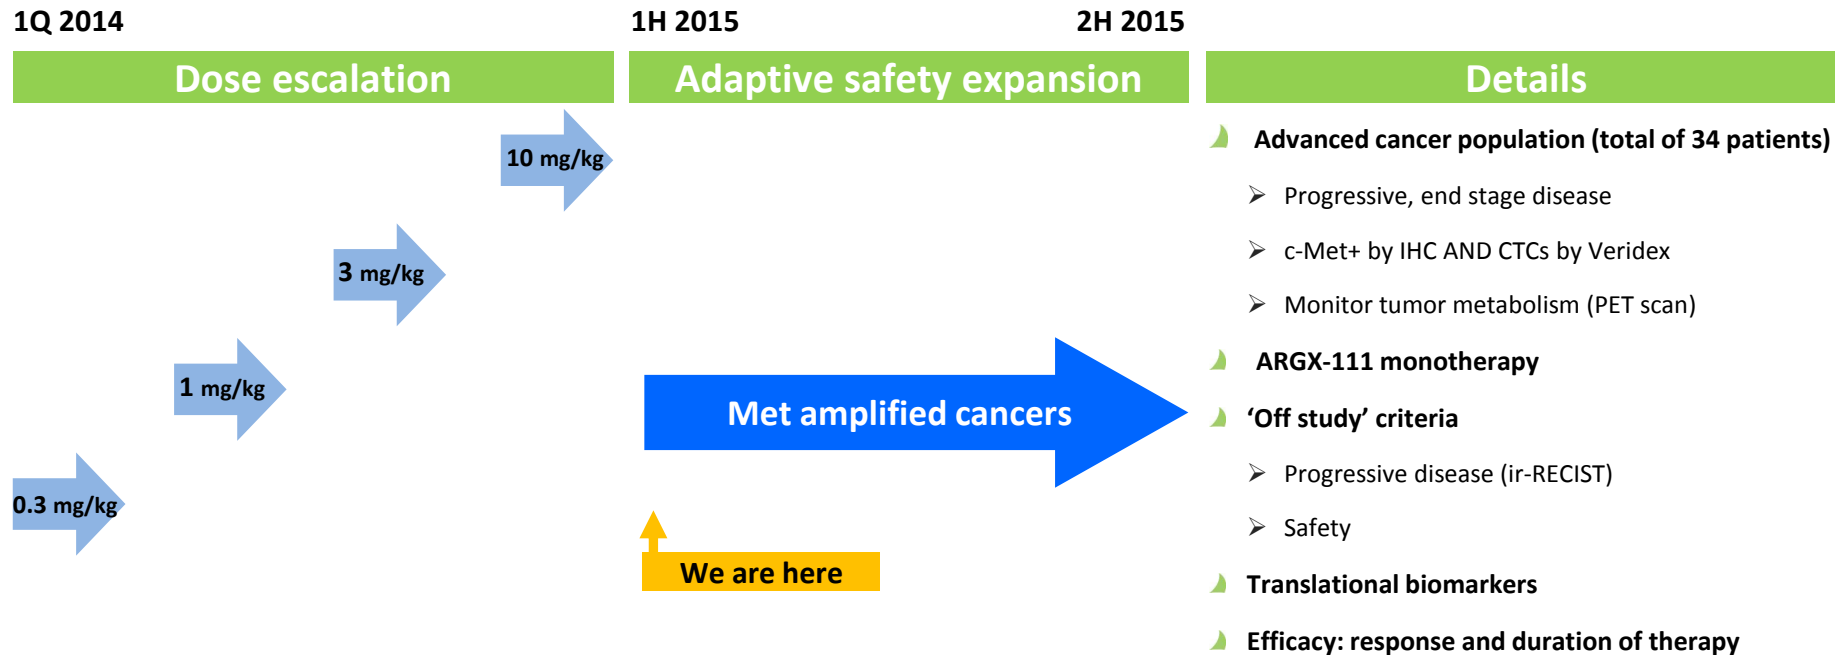 1Q 2014
1H 2015
2H 2015
Dose escalation
Adaptive safety expansion
Details
10 mg/kg
3 mg/kg
1 mg/kg
0.3 mg/kg
Met amplified cancers
We are here
Advanced cancer population (total of 34 patients)
Progressive, end stage disease
c-Met+ by IHC AND CTCs by Veridex
Monitor tumor metabolism (PET scan)
ARGX-111 monotherapy
‘Off study’ criteria
Progressive disease (ir-RECIST)
Safety
Translational biomarkers
Efficacy: response and duration of therapy